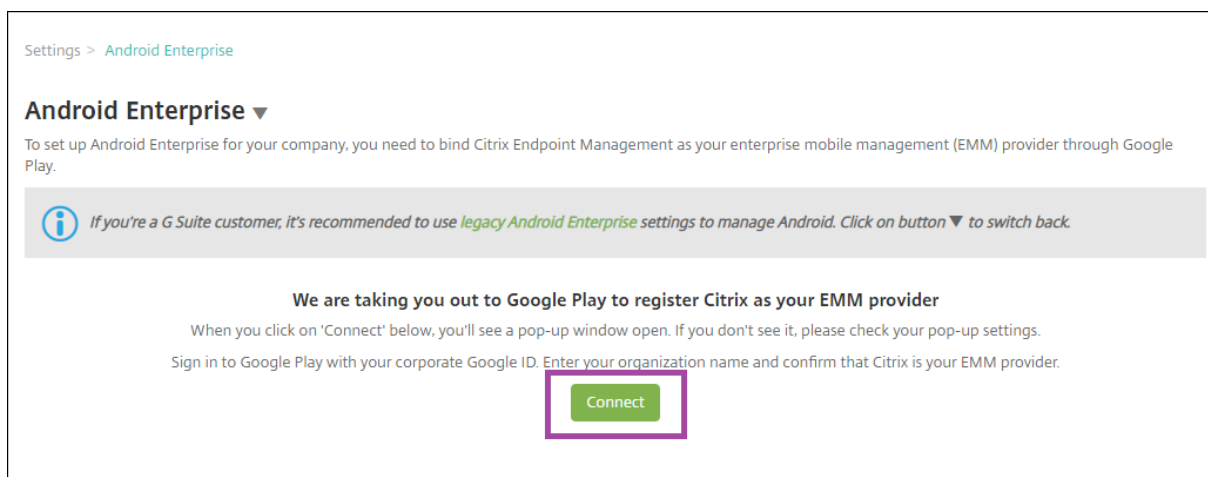 Settings > Android Enterprise
Android Enterprise ▼
To set up Android Enterprise for your company, you need to bind Citrix Endpoint Management as your enterprise mobile management (EMM) provider through Google
Play.
If you're a G Suite customer, it's recommended to use legacy Android Enterprise settings to manage Android. Click on button ▼ to switch back.
We are taking you out to Google Play to register Citrix as your EMM provider
When you click on 'Connect' below, you'll see a pop-up window open. If you don't see it, please check your pop-up settings.
Sign in to Google Play with your corporate Google ID. Enter your organization name and confirm that Citrix is your EMM provider.
Connect